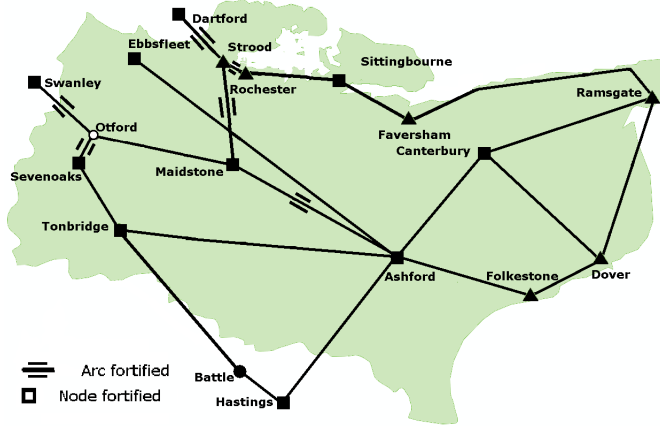 Dartford
Ebbsfleet
Strood
Sittingbourne
Swanley
Rochester
Ramsgate
Otford
Faversham
Canterbury
Sevenoaks
Maidstone
Tonbridge
Ashford
Folkestone
Dover
Arc fortified
Battle
Node fortified
Hastings